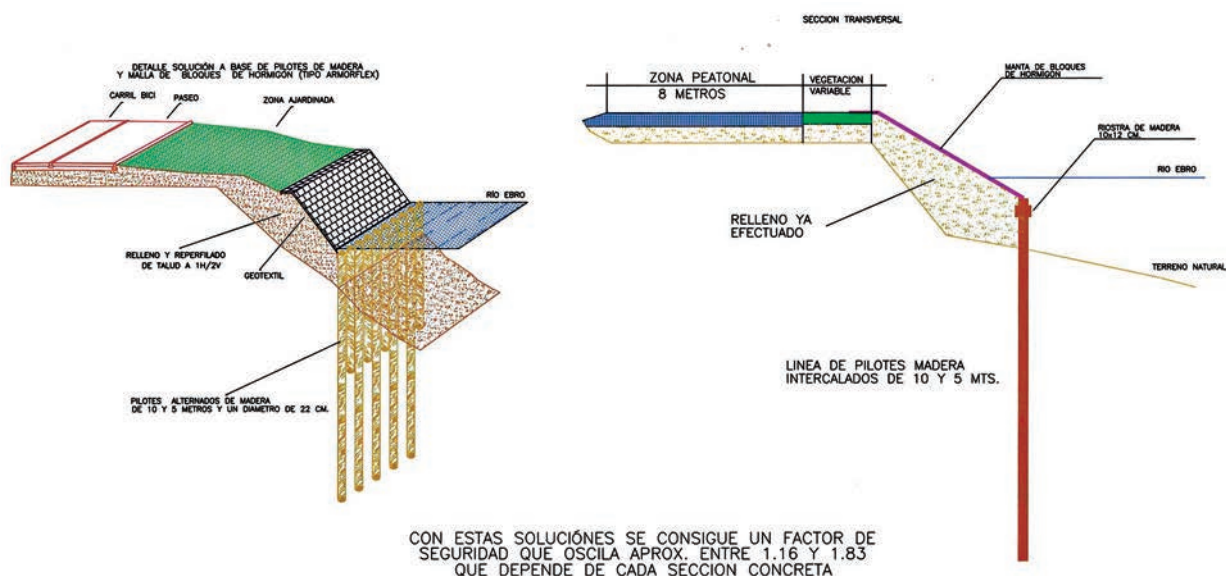 SECCION TRANSVERSAL
DETALLE SOLUCIÓN A BASE DE PILOTES DE MADERA
Y MALLA DE BLOQUES DE HORMIGÓN (TIPO ARMORFLEX)
CARRIL BICI
PASEO
ZONA AJARDINADA
RÍO EBRO
RELLENO Y REPERFILADO
DE TALUD A 1H/2V
GEOTEXTIL
PILOTES ALTERNADOS DE MADERA
DE 10 Y 5 METROS Y UN DIAMETRO DE 22 CM.
ZONA PEATONAL
8 METROS
VEGETACION
VARIABLE
MANTA DE BLOQUES
DE HORMIGÓN
RIOSTRA DE MADERA
10x12 CM.
RIO EBRO
RELLENO YA
EFECTUADO
TERRENO NATURAL
LINEA DE PILOTES MADERA
INTERCALADOS DE 10 Y 5 MTS.
CON ESTAS SOLUCIÓNES SE CONSIGUE UN FACTOR DE
SEGURIDAD QUE OSCILA APROX. ENTRE 1.16 Y 1.83
QUE DEPENDE DE CADA SECCION CONCRETA